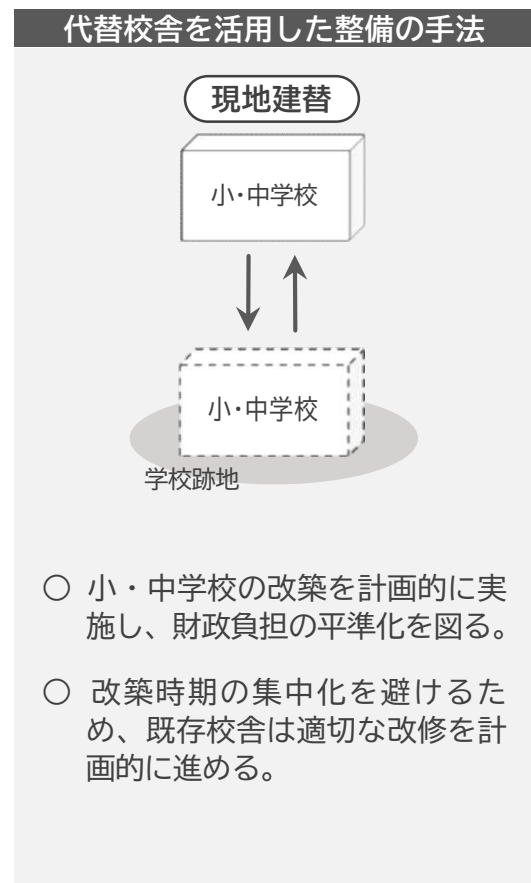 代替校舎を活用した整備の手法
現地建替
小・中学校
小・中学校
学校跡地
○ 小・中学校の改築を計画的に実
施し、財政負担の平準化を図る。
○ 改築時期の集中化を避けるた
め、既存校舎は適切な改修を計
画的に進める。